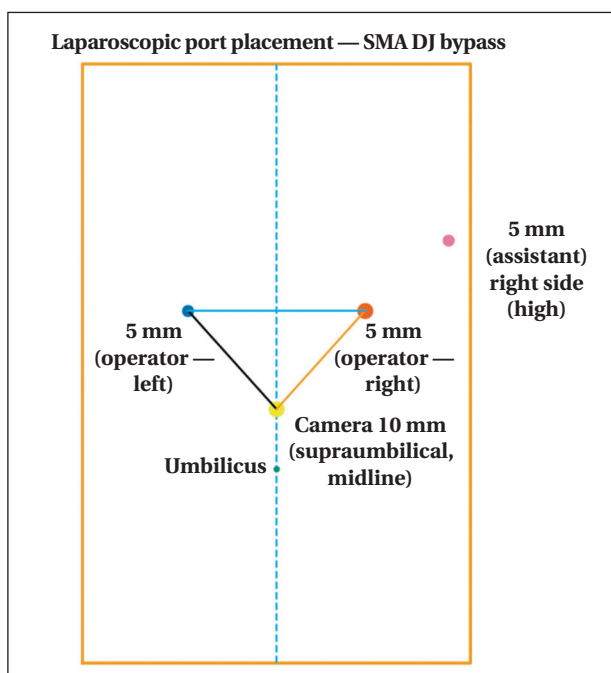 Laparoscopic port placement — SMA DJ bypass
5 mm
(assistant)
right side
(high)
5 mm
(operator —
left)
5 mm
(operator —
right)
Camera 10 mm
(supraumbilical,
midline)
Umbilicus